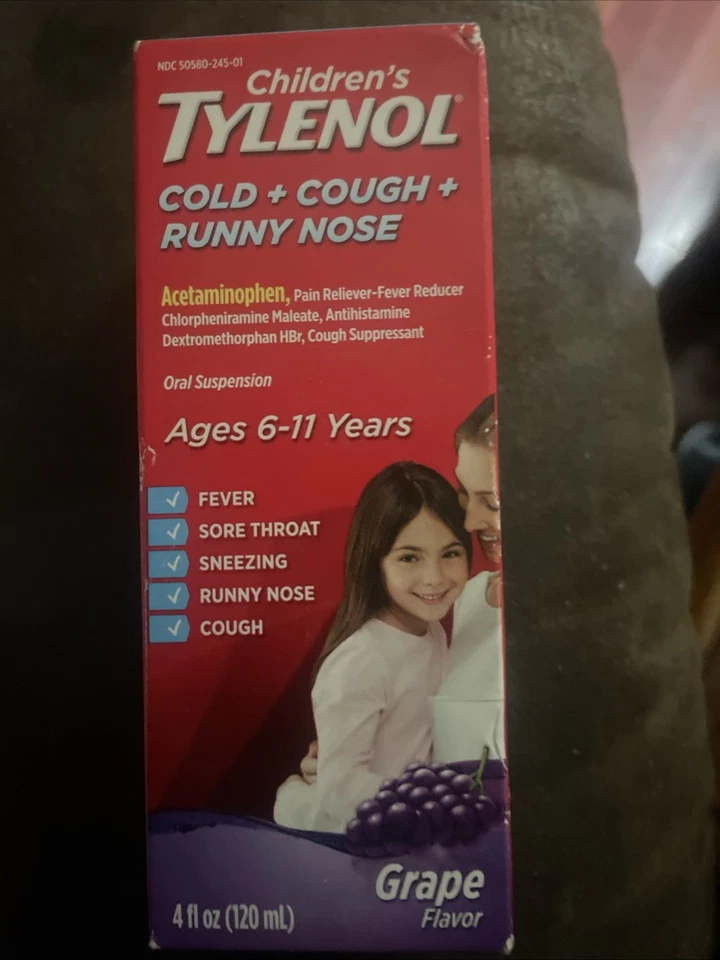 NDC 50580-245-01
Children's
TYLENOL®
COLD + COUGH +
RUNNY NOSE
Acetaminophen, Pain Reliever-Fever Reducer
Chlorpheniramine Maleate, Antihistamine
Dextromethorphan HBr, Cough Suppressant
Oral Suspension
Ages 6-11 Years
FEVER
SORE THROAT
SNEEZING
RUNNY NOSE
COUGH
Grape
Flavor
4 fl oz (120 mL)